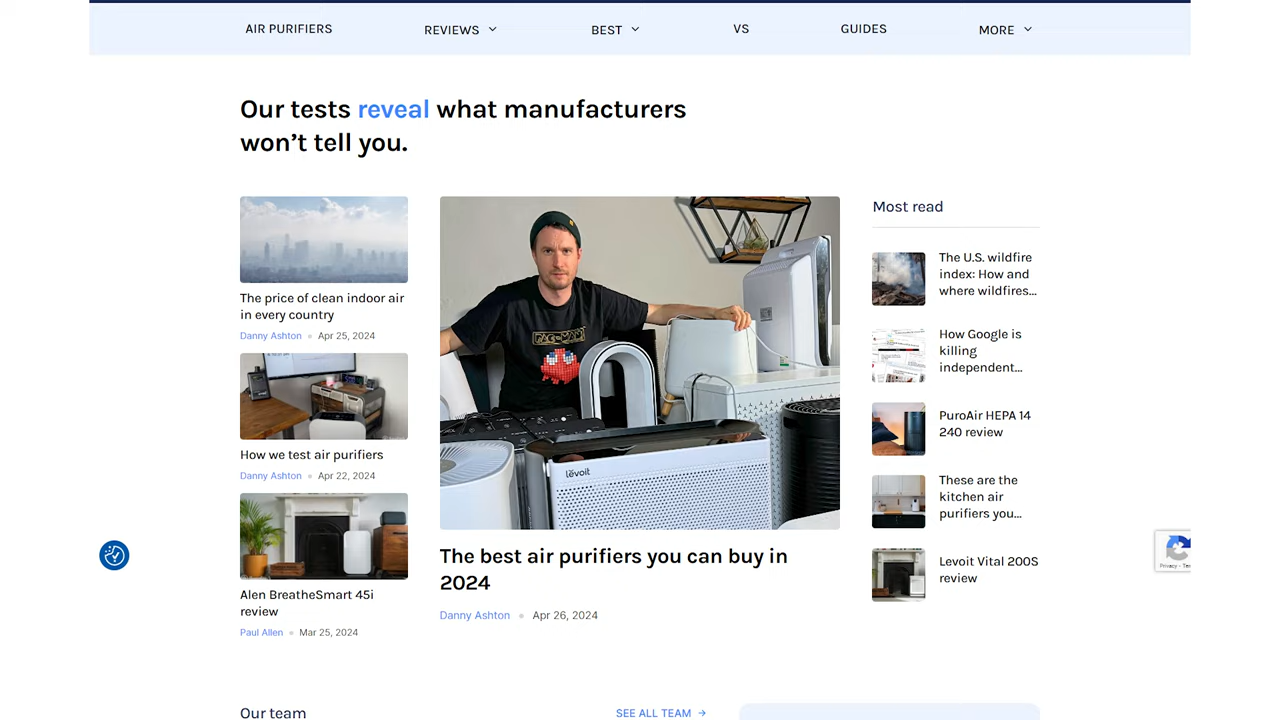 AIR PURIFIERS
REVIEWS
BEST
VS
GUIDES
MORE
Our tests reveal what manufacturers
won’t tell you.
The price of clean indoor air
in every country
Danny Ashton
Apr 25, 2024
How we test air purifiers
Danny Ashton
Apr 22, 2024
Alen BreatheSmart 45i
review
Paul Allen
Mar 25, 2024
PAC-MAN
levoit
The best air purifiers you can buy in
2024
Danny Ashton
Apr 26, 2024
Most read
The U.S. wildfire
index: How and
where wildfires...
How Google is
killing
independent...
PuroAir HEPA 14
240 review
These are the
kitchen air
purifiers you...
Levoit Vital 200S
review
Privacy -
Our team
SEE ALL TEAM →